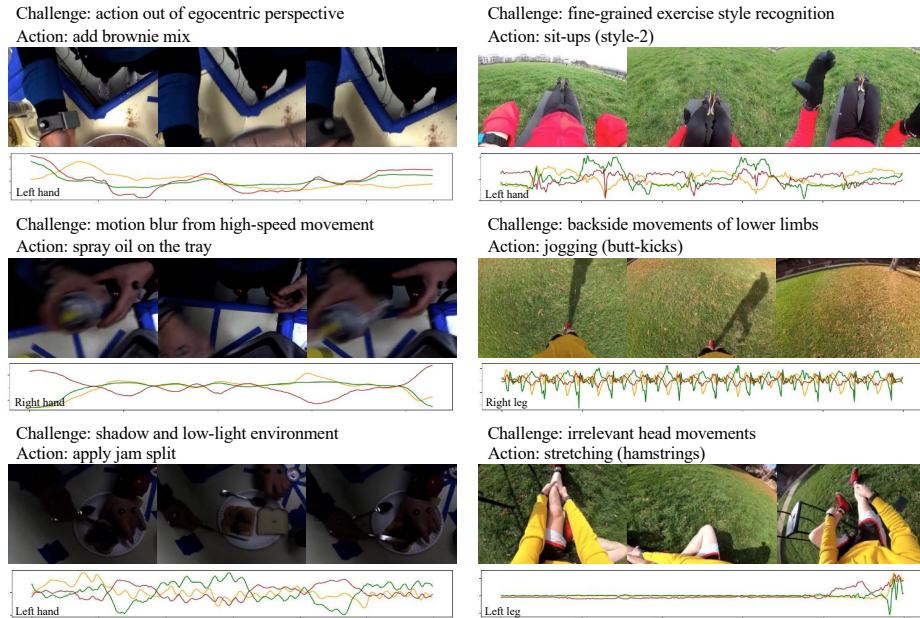 Challenge: action out of egocentric perspective
Action: add brownie mix
Left hand
Challenge: motion blur from high-speed movement
Action: spray oil on the tray
Right hand
Challenge: shadow and low-light environment
Action: apply jam split
Left hand
Challenge: fine-grained exercise style recognition
Action: sit-ups (style-2)
Left hand
Challenge: backside movements of lower limbs
Action: jogging (butt-kicks)
Right leg
Challenge: irrelevant head movements
Action: stretching (hamstrings)
Left leg